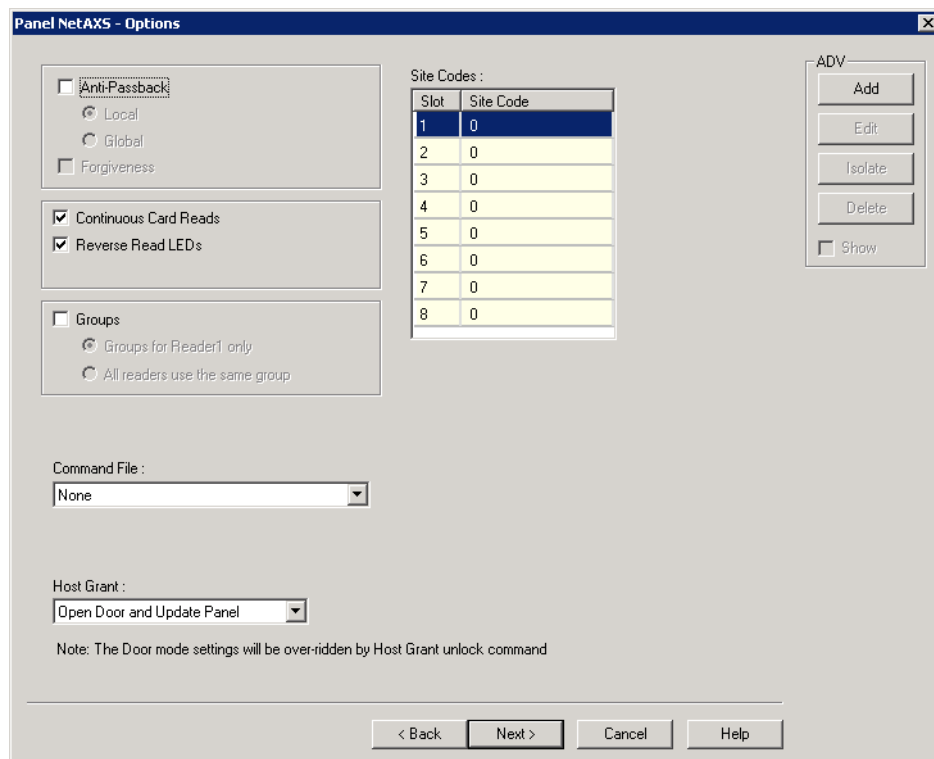 Panel NetAXS - Options
Anti-Passback
Local
Global
Forgiveness
Continuous Card Reads
Reverse Read LEDs
Groups
Groups for Reader1 only
All readers use the same group
Site Codes :
Slot Site Code
1 0
2 0
3 0
4 0
5 0
6 0
7 0
8 0
ADV
Add
Edit
Isolate
Delete
Show
Command File :
None
Host Grant :
Open Door and Update Panel
Note: The Door mode settings will be over-ridden by Host Grant unlock command
< Back Next > Cancel Help